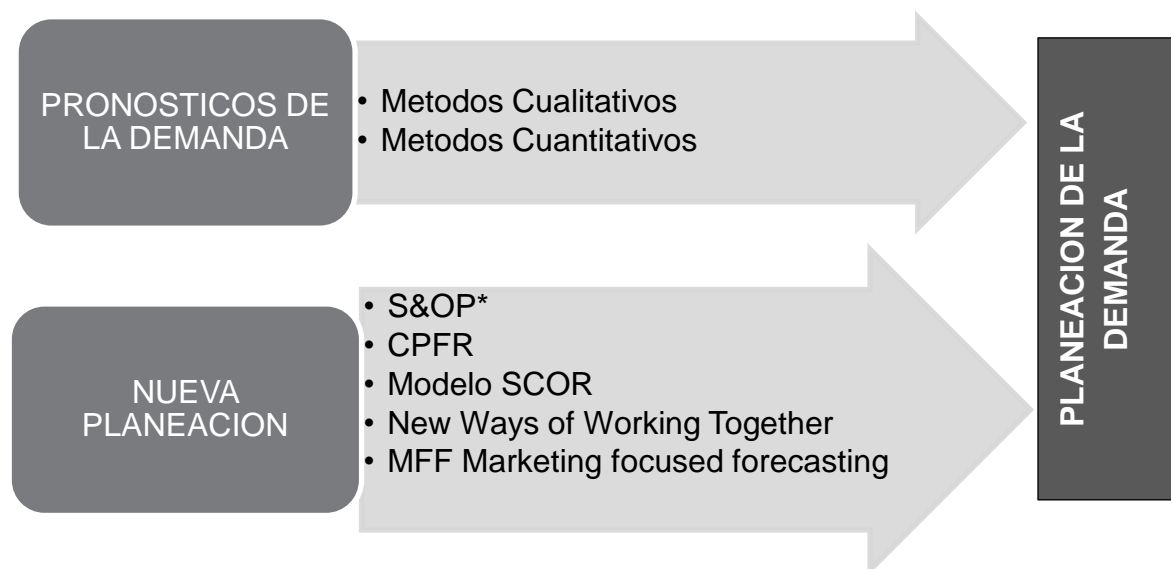 PRONOSTICOS DE
LA DEMANDA
• Metodos Cualitativos
• Metodos Cuantitativos
NUEVA
PLANEACION
• S&OP*
• CPFR
• Modelo SCOR
• New Ways of Working Together
• MFF Marketing focused forecasting
PLANEACION DE LA
DEMANDA